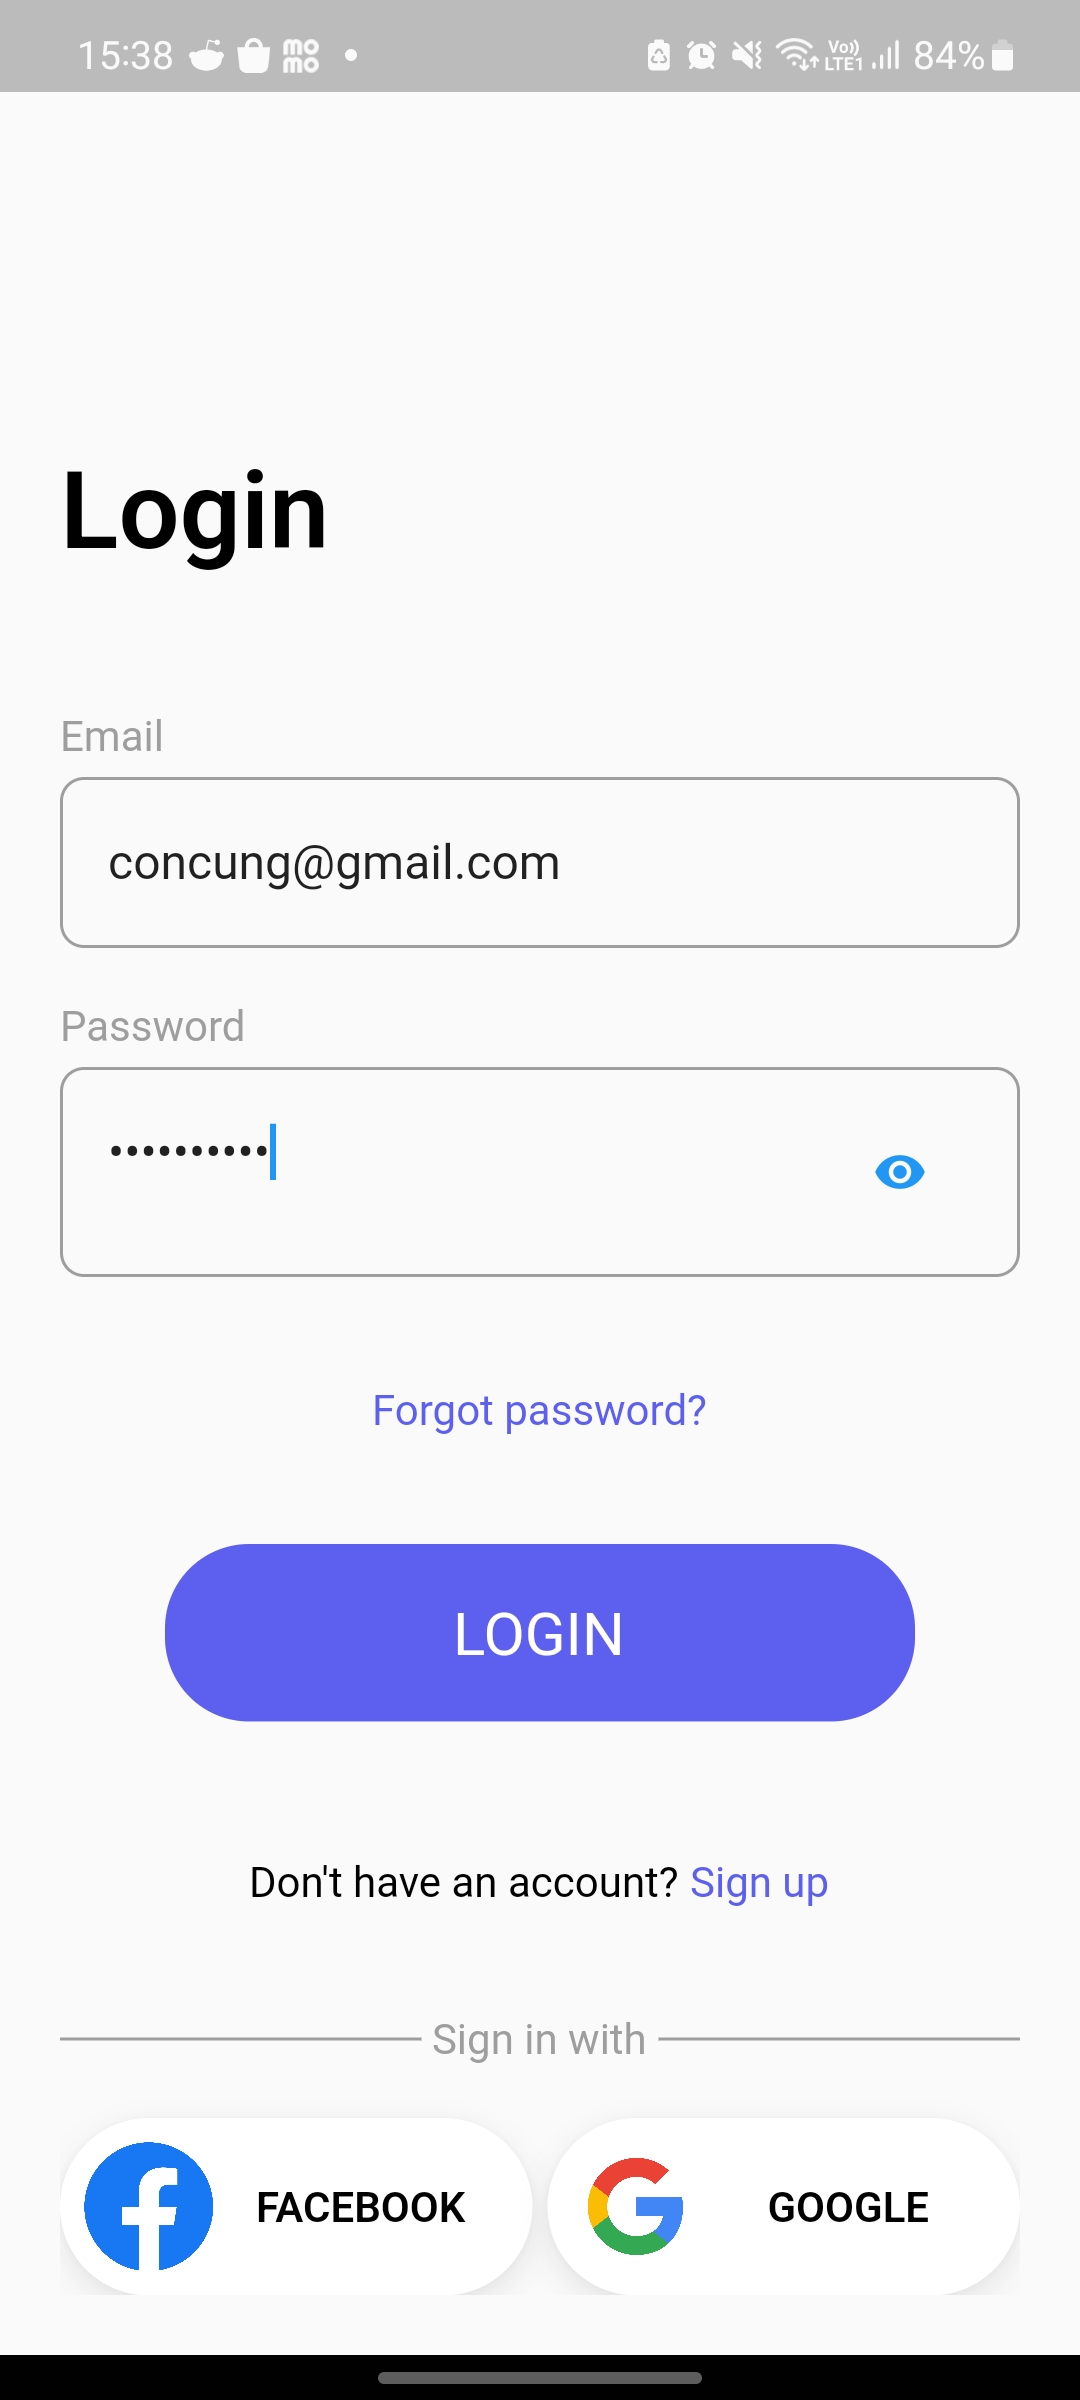 15:38 mo mo Vo)) LTE1 84%
Login
Email
concung@gmail.com
Password
••••••••••
Forgot password?
LOGIN
Don't have an account? Sign up
Sign in with
FACEBOOK GOOGLE